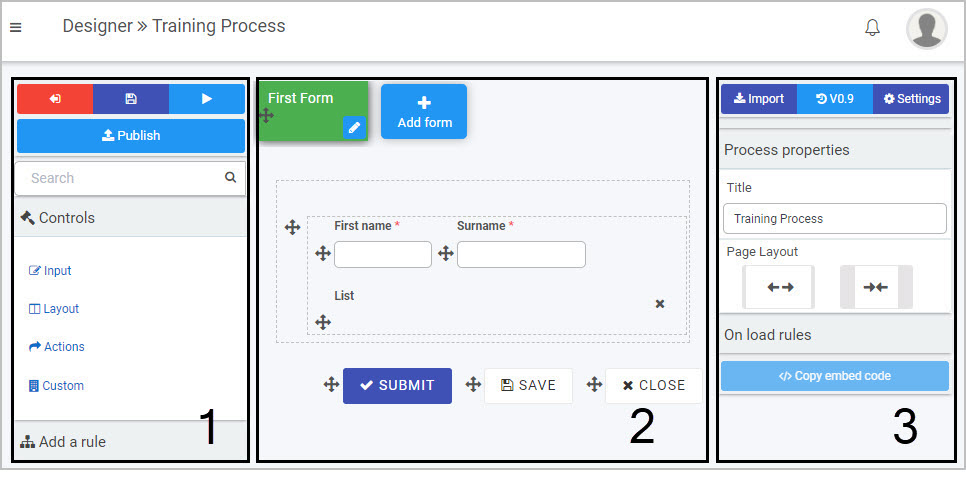 Designer » Training Process
Publish
Search
Controls
Input
Layout
Actions
Custom
Add a rule
1
First Form
Add form
First name * Surname *
List
SUBMIT SAVE CLOSE
2
Import V0.9 Settings
Process properties
Title
Training Process
Page Layout
On load rules
</> Copy embed code
3